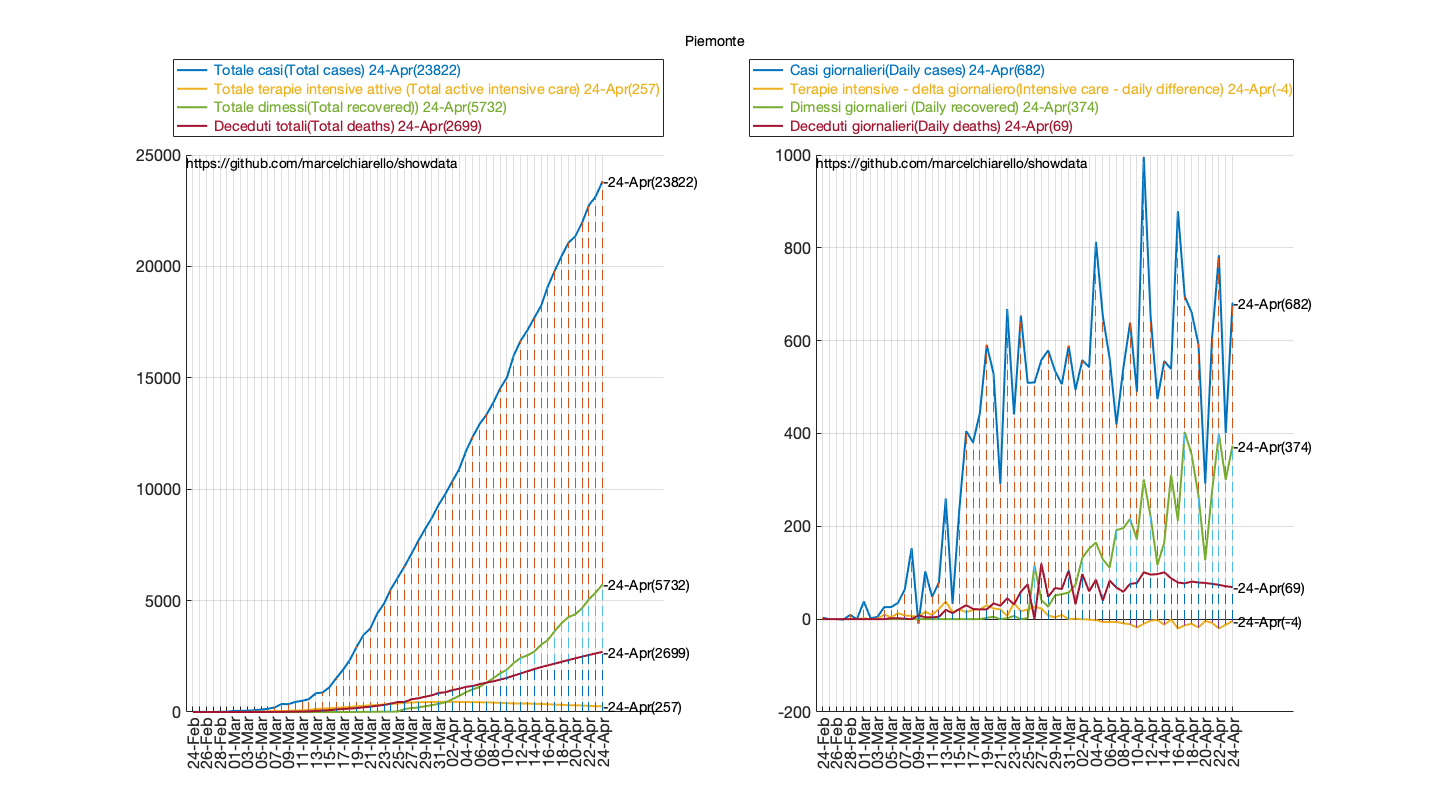 Piemonte
Totale casi(Total cases) 24-Apr(23822)
Totale terapie intensive attive (Total active intensive care) 24-Apr(257)
Totale dimessi(Total recovered)) 24-Apr(5732)
Deceduti totali(Total deaths) 24-Apr(2699)
Casi giornalieri(Daily cases) 24-Apr(682)
Terapie intensive - delta giornaliero(Intensive care - daily difference) 24-Apr(-4)
Dimessi giornalieri (Daily recovered) 24-Apr(374)
Deceduti giornalieri(Daily deaths) 24-Apr(69)
https://github.com/marcelchiarello/showdata
25000
20000
15000
10000
5000
0
-24-Apr(23822)
-24-Apr(5732)
-24-Apr(2699)
-24-Apr(257)
24-Feb
26-Feb
28-Feb
01-Mar
03-Mar
05-Mar
07-Mar
09-Mar
11-Mar
13-Mar
15-Mar
17-Mar
19-Mar
21-Mar
23-Mar
25-Mar
27-Mar
29-Mar
31-Mar
02-Apr
04-Apr
06-Apr
08-Apr
10-Apr
12-Apr
14-Apr
16-Apr
18-Apr
20-Apr
22-Apr
24-Apr
https://github.com/marcelchiarello/showdata
1000
800
600
400
200
0
-200
-24-Apr(682)
-24-Apr(374)
-24-Apr(69)
-24-Apr(-4)
24-Feb
26-Feb
28-Feb
01-Mar
03-Mar
05-Mar
07-Mar
09-Mar
11-Mar
13-Mar
15-Mar
17-Mar
19-Mar
21-Mar
23-Mar
25-Mar
27-Mar
29-Mar
31-Mar
02-Apr
04-Apr
06-Apr
08-Apr
10-Apr
12-Apr
14-Apr
16-Apr
18-Apr
20-Apr
22-Apr
24-Apr